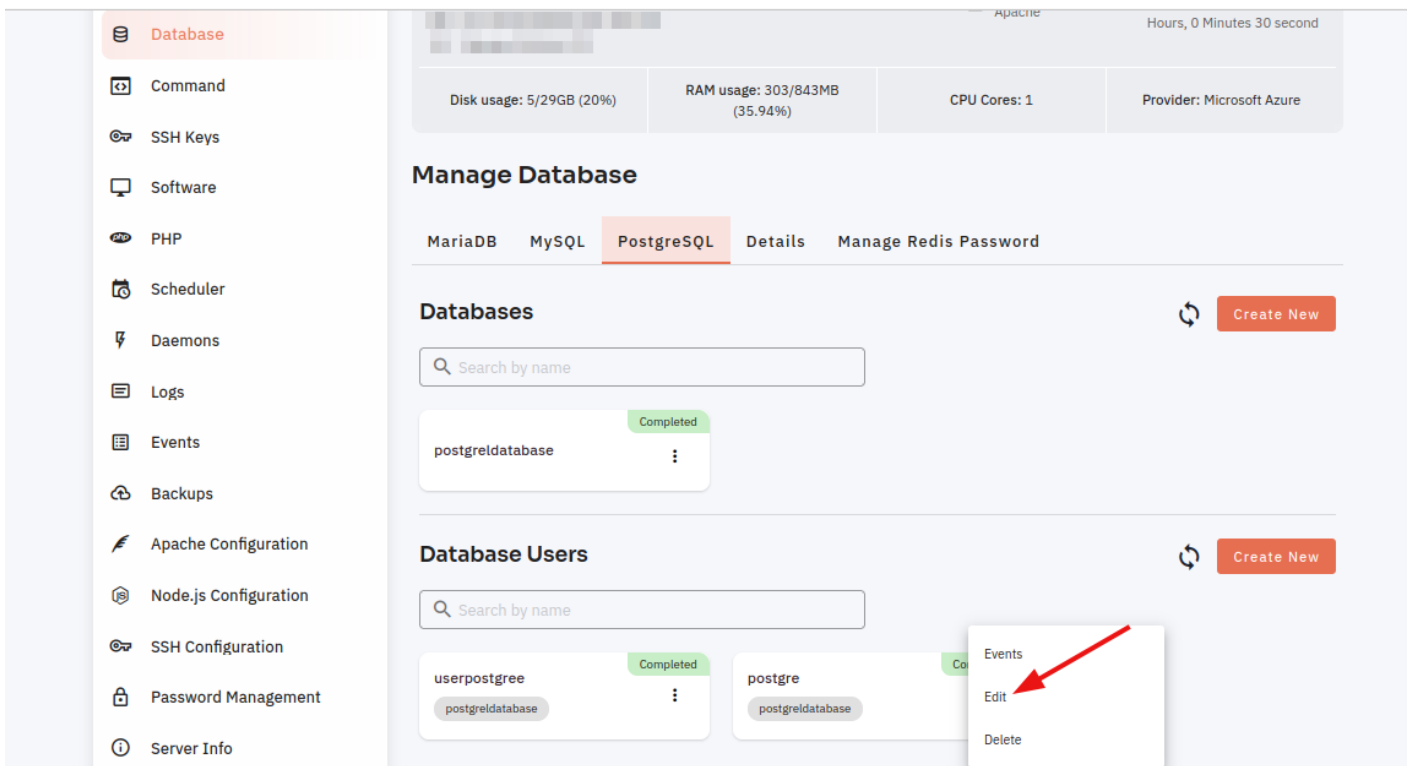 Database
Command
SSH Keys
Software
php PHP
Scheduler
Daemons
Logs
Events
Backups
Apache Configuration
Node.js Configuration
SSH Configuration
Password Management
Server Info
Apache
Hours, 0 Minutes 30 second
Disk usage: 5/29GB (20%)
RAM usage: 303/843MB
(35.94%)
CPU Cores: 1
Provider: Microsoft Azure
Manage Database
MariaDB MySQL PostgreSQL Details Manage Redis Password
Databases
Create New
Search by name
Completed
postgreldatabase
Database Users
Create New
Search by name
Completed
userpostgree
postgreldatabase
Co
postgre
postgreldatabase
Events
Edit
Delete